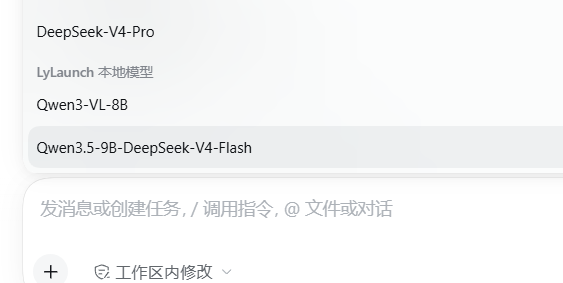 DeepSeek-V4-Pro
LyLaunch 本地模型
Qwen3-VL-8B
Qwen3.5-9B-DeepSeek-V4-Flash
发消息或创建任务, / 调用指令, @ 文件或对话
工作区内修改